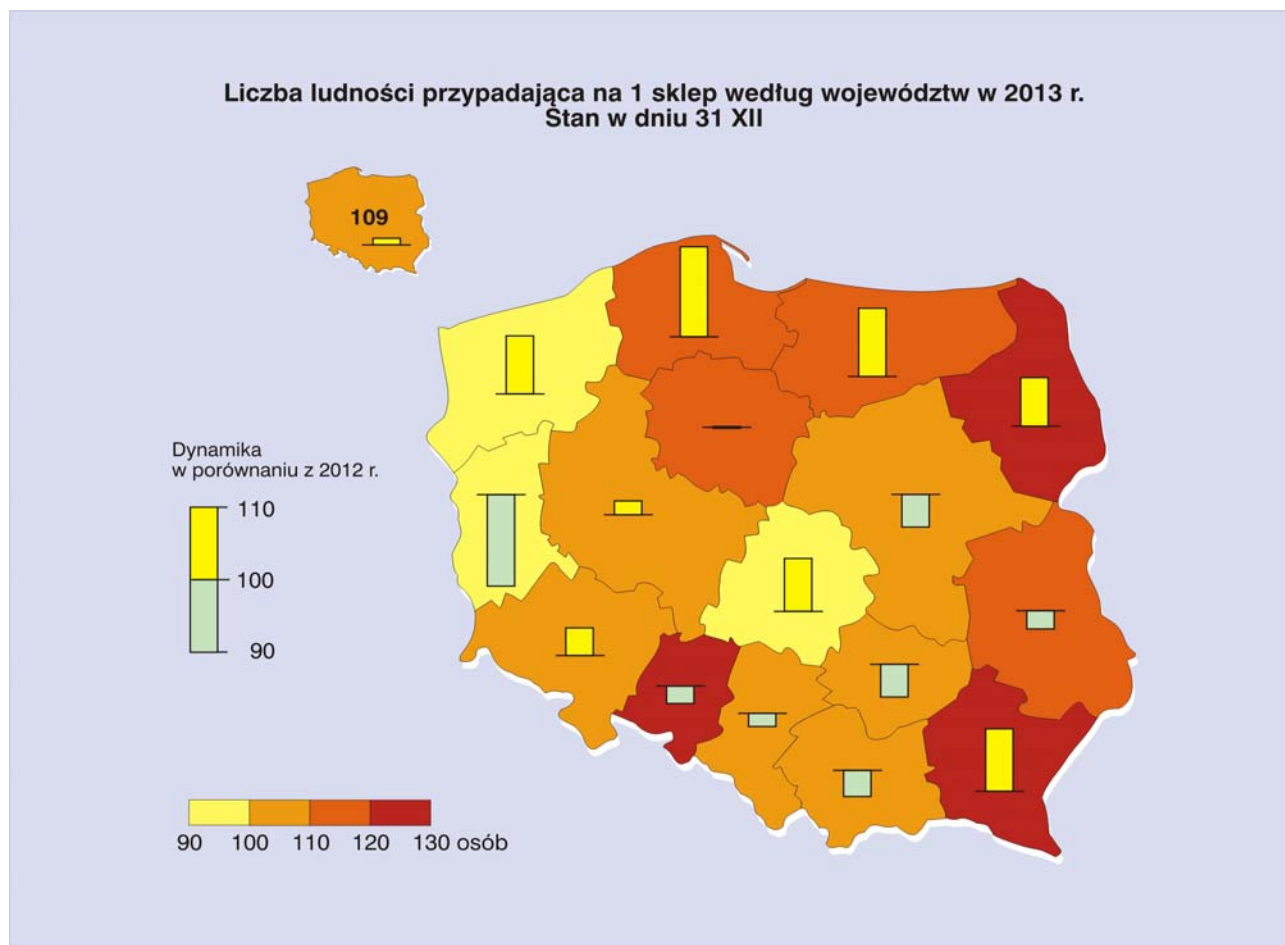 Liczba ludności przypadająca na 1 sklep według województw w 2013 r.
Stan w dniu 31 XII
109
Dynamika
w porównaniu z 2012 r.
110
100
90
90 100 110 120 130 osób